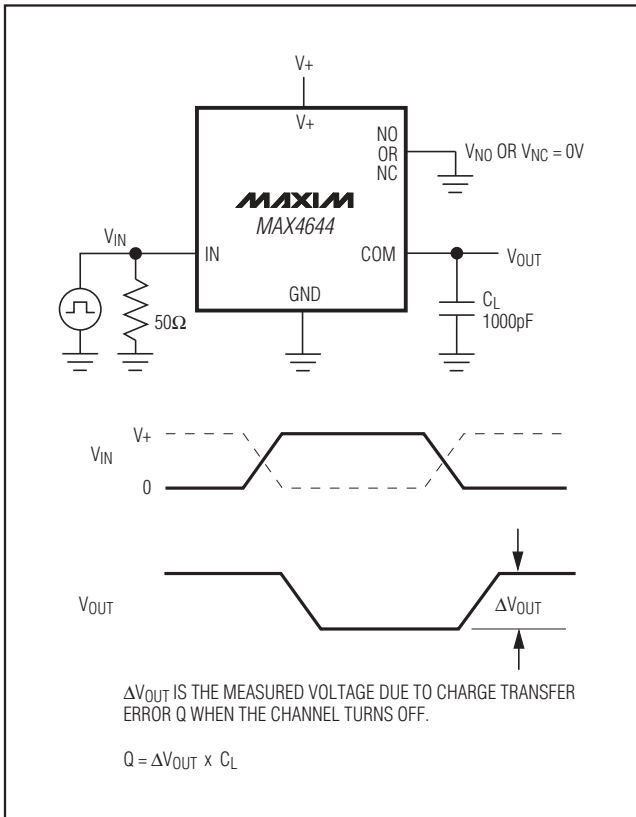 V+
V+
NO
OR
NC
VNO OR VNC = 0V
MAXIM
MAX4644
VIN
IN
COM
VOUT
50Ω
GND
CL
1000pF
V+
VIN
0
VOUT
ΔVOUT
ΔVOUT IS THE MEASURED VOLTAGE DUE TO CHARGE TRANSFER
ERROR Q WHEN THE CHANNEL TURNS OFF.
Q = ΔVOUT x CL